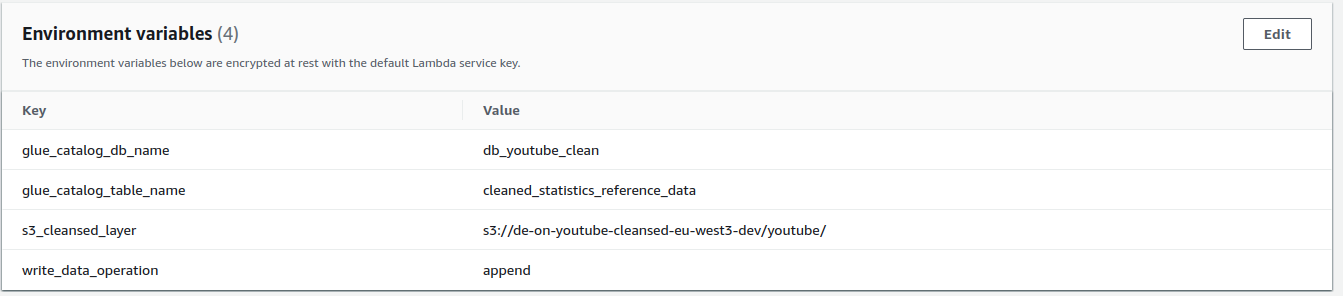 Environment variables (4)
Edit
The environment variables below are encrypted at rest with the default Lambda service key.
Key Value
glue_catalog_db_name db_youtube_clean
glue_catalog_table_name cleaned_statistics_reference_data
s3_cleansed_layer s3://de-on-youtube-cleansed-eu-west3-dev/youtube/
write_data_operation append